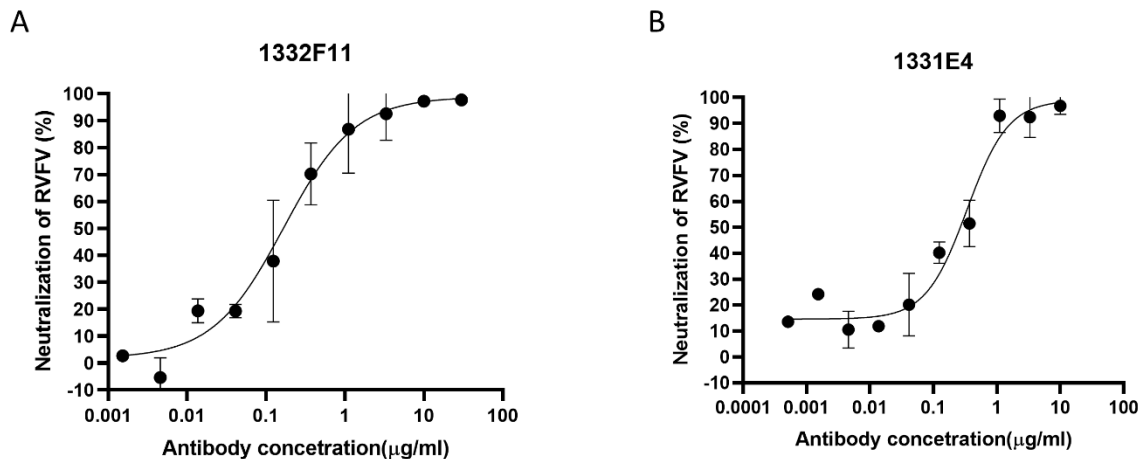 A
1332F11
Neutralization of RVFV (%)
100
90
80
70
60
50
40
30
20
10
0
-10
0.001 0.01 0.1 1 10 100
Antibody concetration(μg/ml)
B
1331E4
Neutralization of RVFV (%)
100
90
80
70
60
50
40
30
20
10
0
-10
0.0001 0.001 0.01 0.1 1 10 100
Antibody concetration(μg/ml)